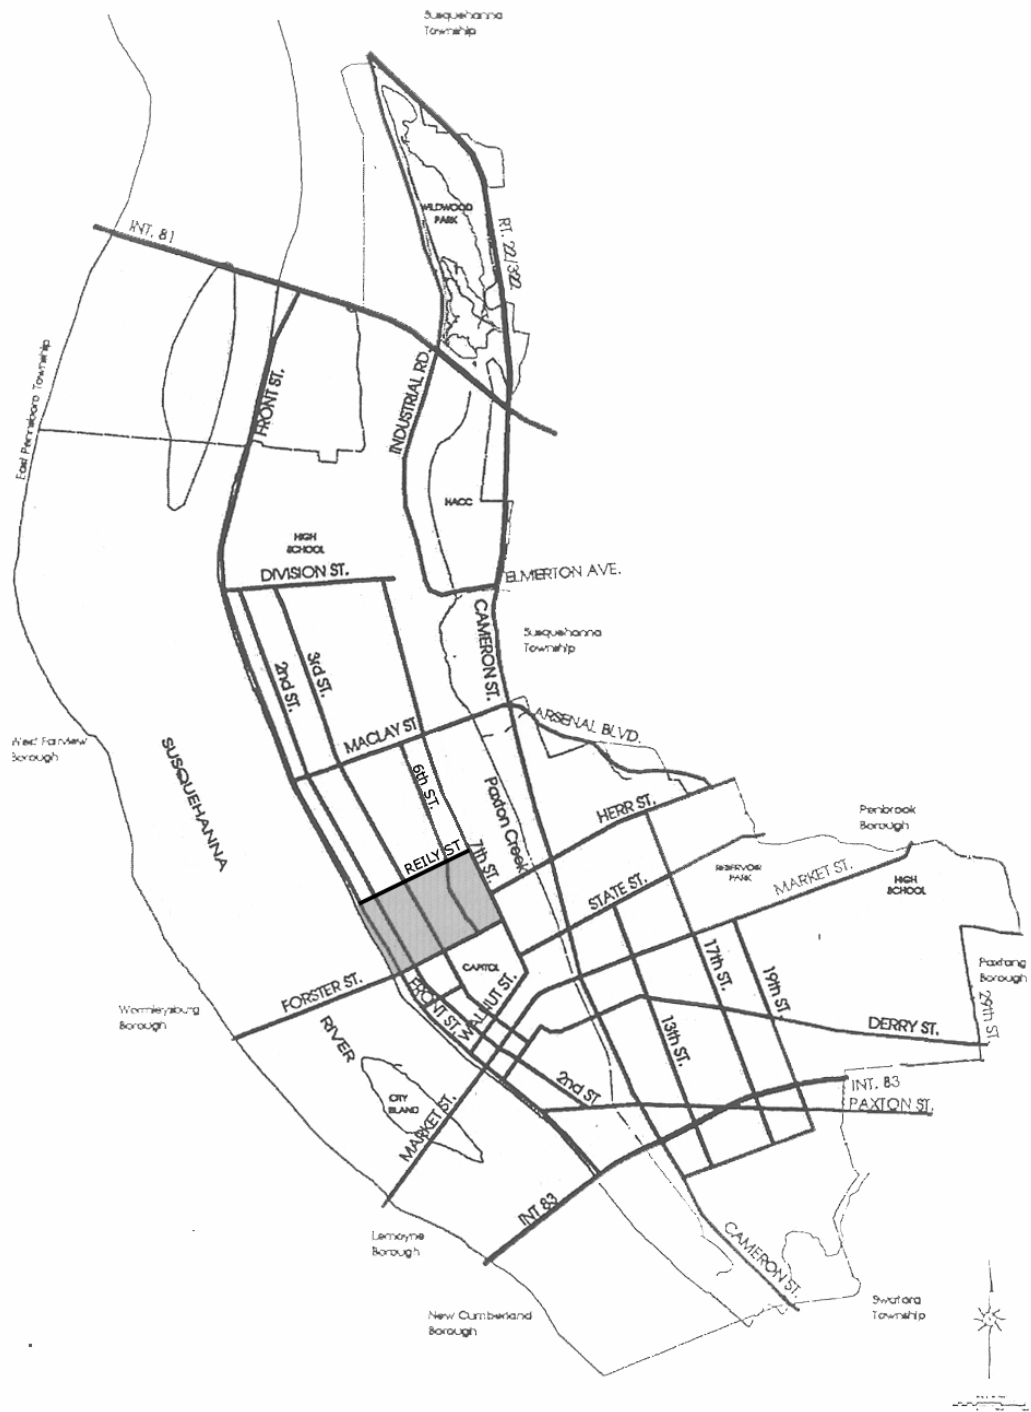 Susquehanna
Township
WILDWOOD
PARK
RT. 22/322
INT. 81
East Pennsboro Township
FRONT ST.
INDUSTRIAL RD.
HACC
HIGH
SCHOOL
DIVISION ST.
ELMERTON AVE.
CAMERON ST.
Susquehanna
Township
2nd ST.
3rd ST.
MACLAY ST
ARSENAL BLVD.
West Fairview
Borough
SUSQUEHANNA
6th ST.
Paxton Creek
HERR ST.
Penbrook
Borough
REILY ST
7th ST.
STATE ST.
RESERVOIR
PARK
MARKET ST.
HIGH
SCHOOL
CAPITOL
17th ST.
19th ST.
Paxtang
Borough
FORSTER ST.
FRONT ST.
WALNUT ST.
Wormleysburg
Borough
RIVER
13th ST.
DERRY ST.
29th ST.
CITY
ISLAND
2nd ST
INT. 83
PAXTON ST.
MARKET ST.
INT 83
Lemoyne
Borough
CAMERON ST.
New Cumberland
Borough
Swatara
Township